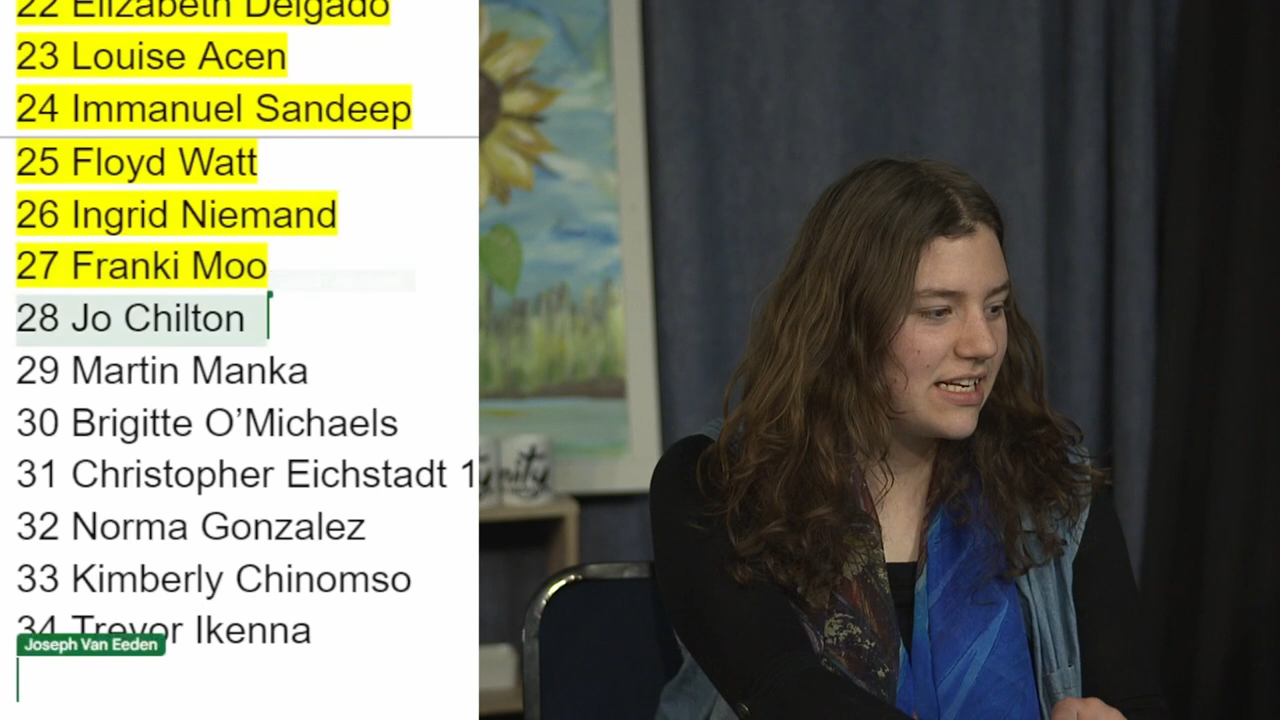 22 Elizabeth Delgado
23 Louise Acen
24 Immanuel Sandeep
25 Floyd Watt
26 Ingrid Niemand
27 Franki Moo
28 Jo Chilton
29 Martin Manka
30 Brigitte O’Michaels
31 Christopher Eichstadt 1
32 Norma Gonzalez
33 Kimberly Chinomso
34 Trevor Ikenna
Joseph Van Eeden